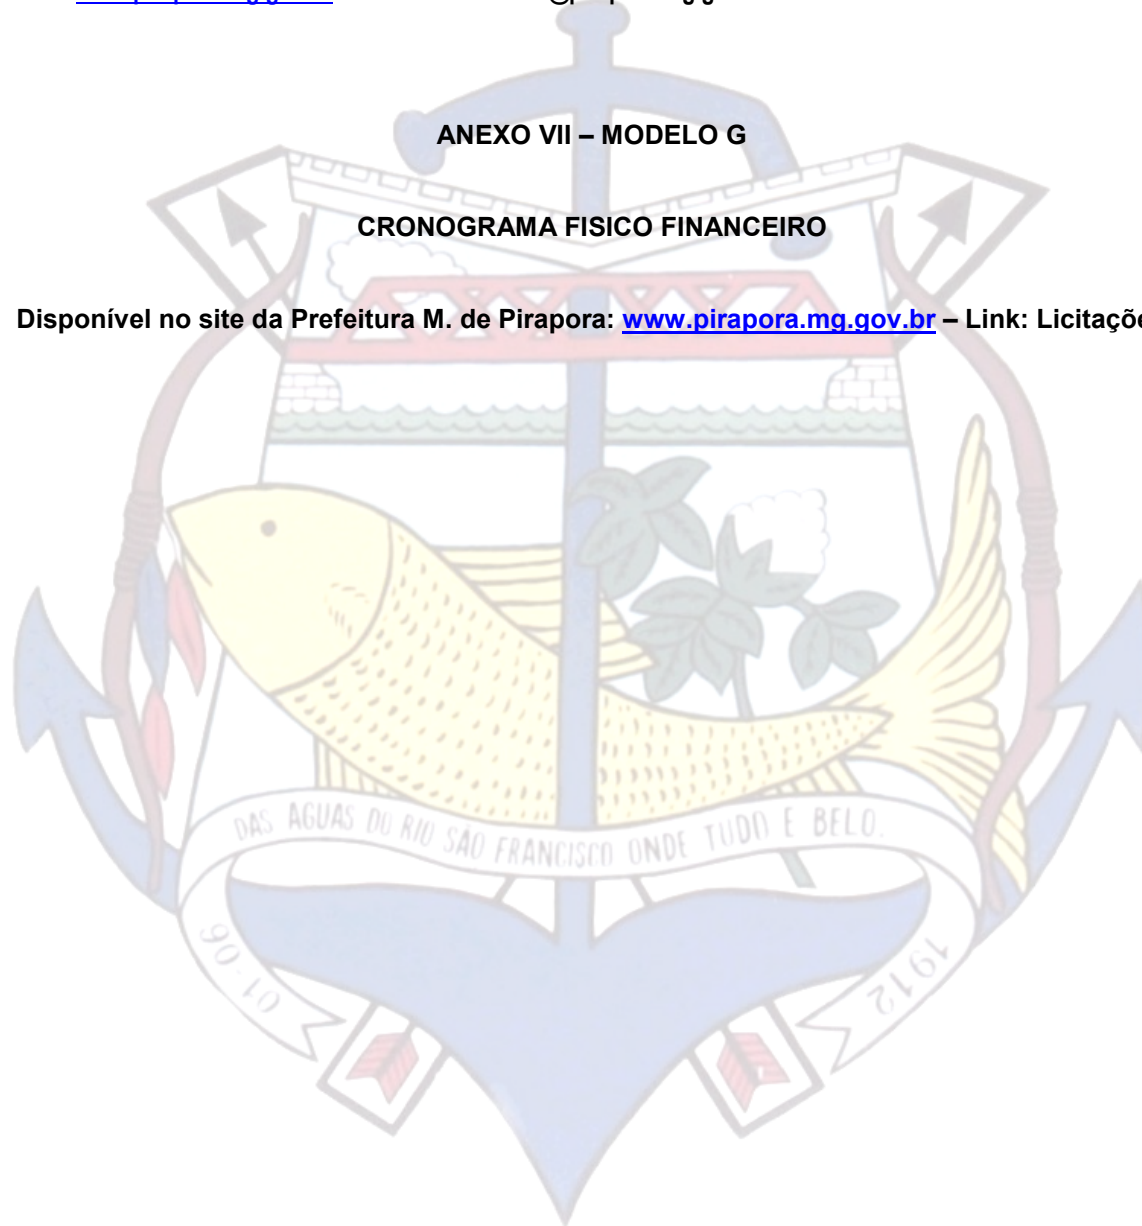 ANEXO VII – MODELO G
CRONOGRAMA FISICO FINANCEIRO
Disponível no site da Prefeitura M. de Pirapora: www.pirapora.mg.gov.br – Link:
DAS AGUAS DO RIO SÃO FRANCISCO ONDE TUDO E BELO.
01-06
1912